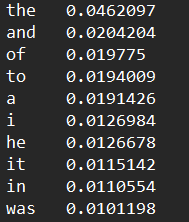 the 0.0462097
and 0.0204204
of 0.019775
to 0.0194009
a 0.0191426
i 0.0126984
he 0.0126678
it 0.0115142
in 0.0110554
was 0.0101198